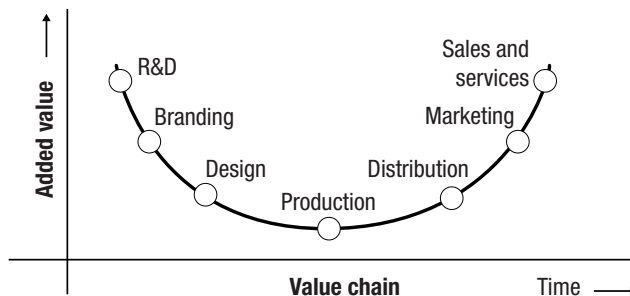 Added value
R&D
Branding
Design
Production
Distribution
Marketing
Sales and
services
Value chain
Time